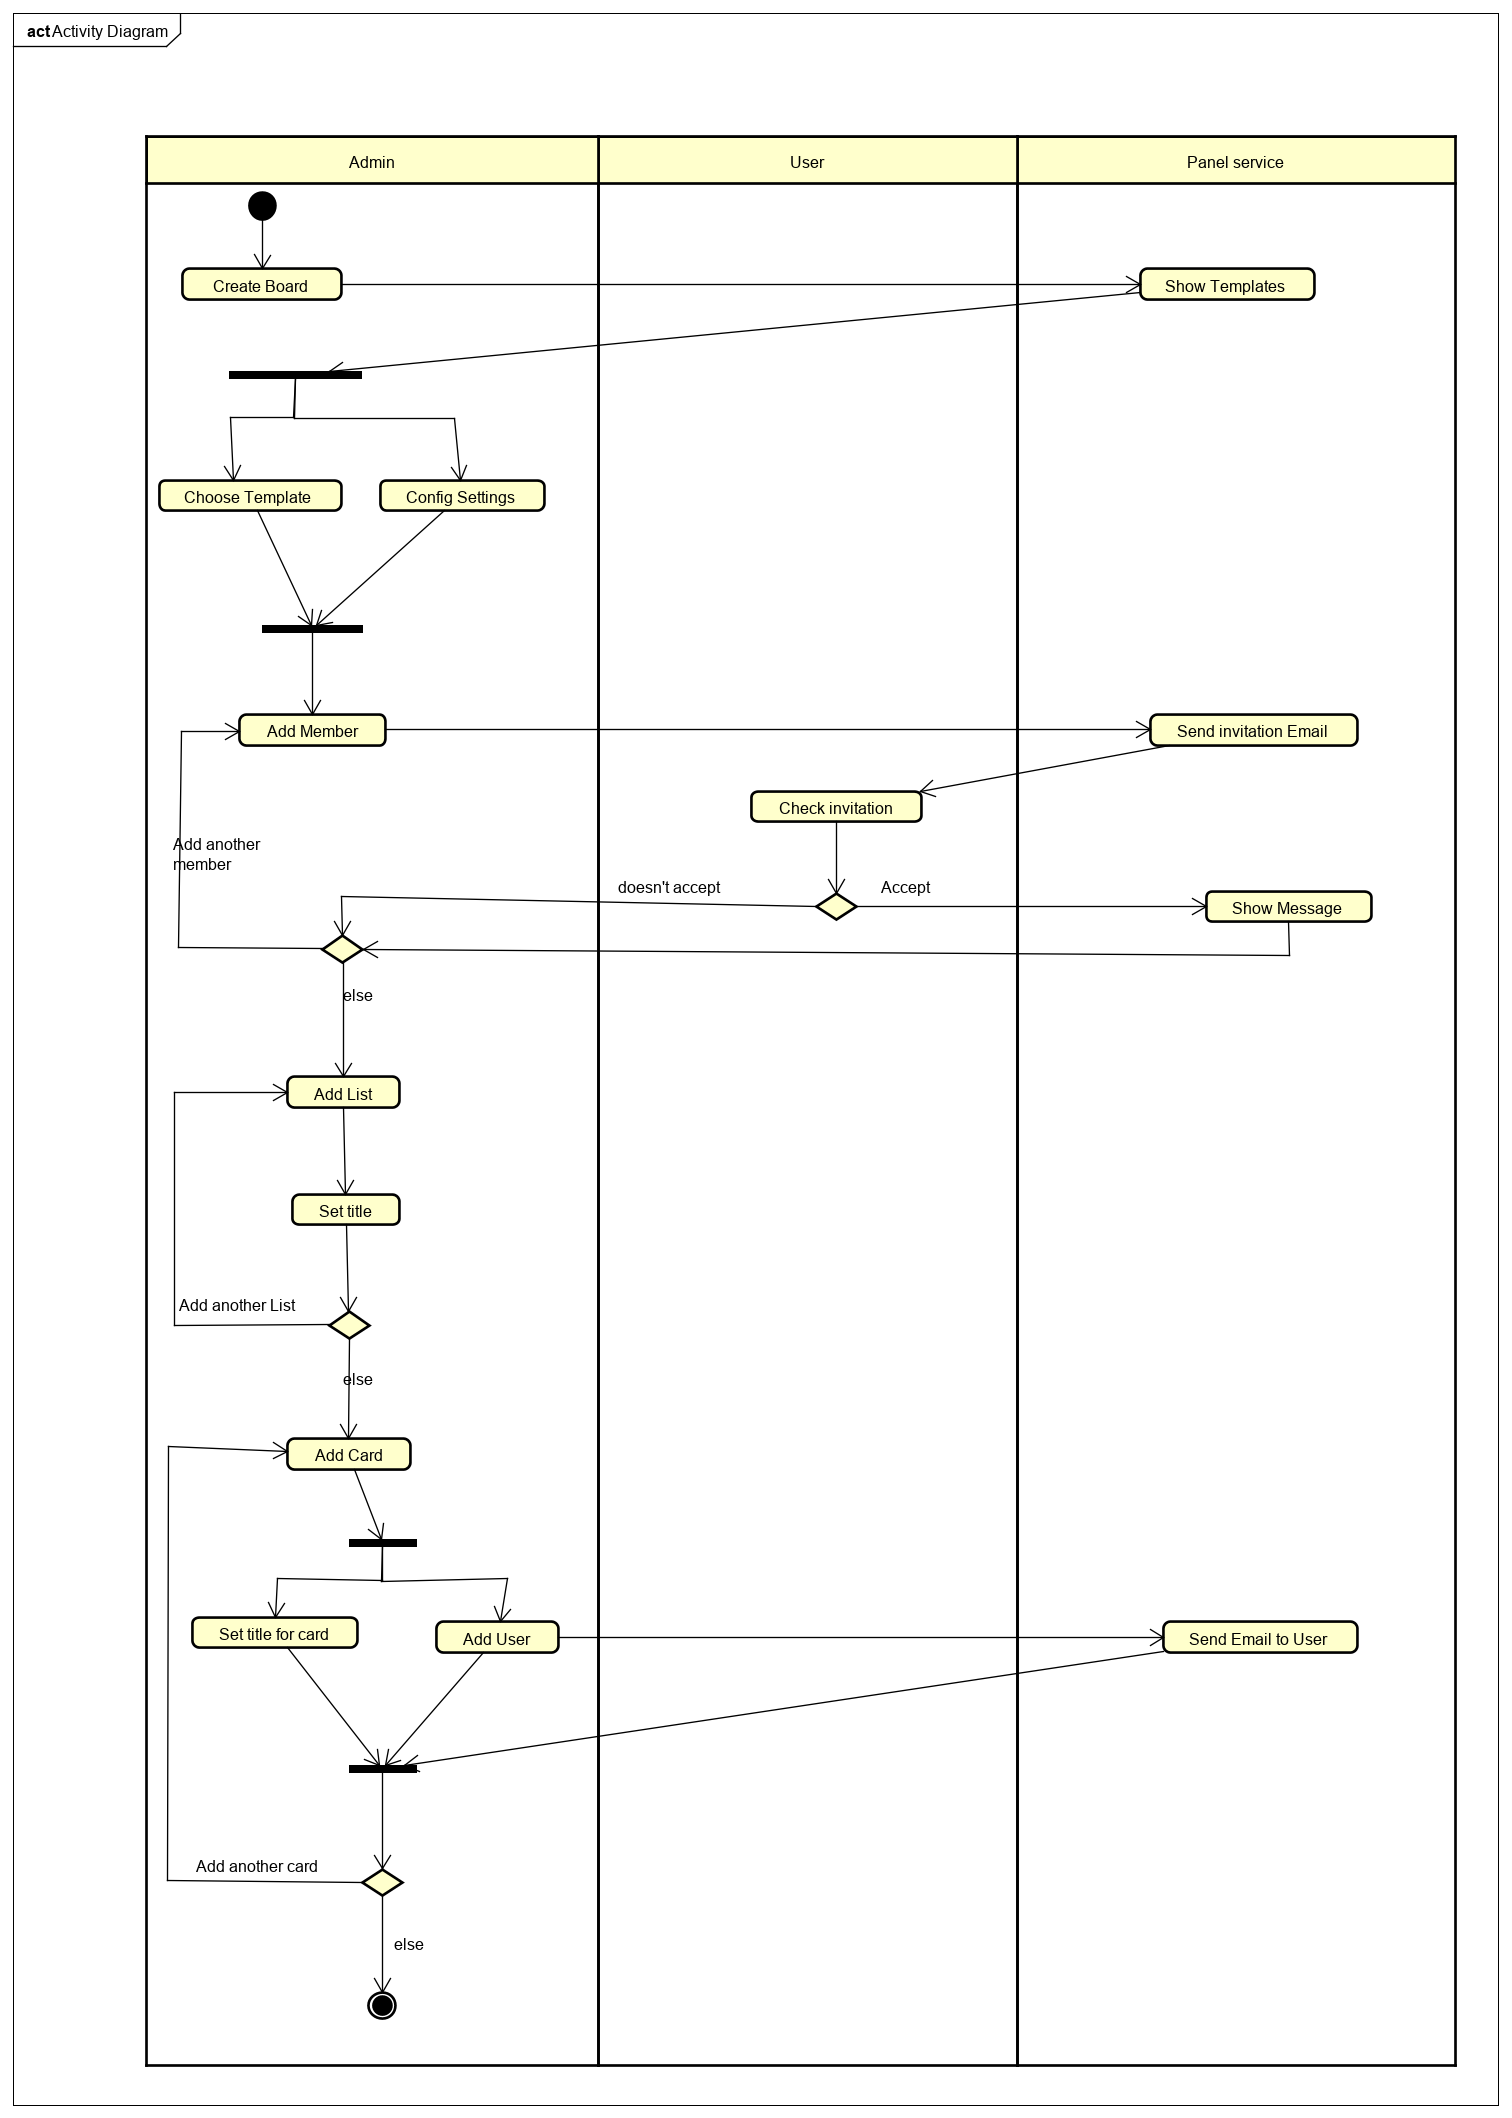 act Activity Diagram
Admin
User
Panel service
Create Board
Show Templates
Choose Template
Config Settings
Add Member
Send invitation Email
Check invitation
Add another
member
doesn't accept
Accept
Show Message
else
Add List
Set title
Add another List
else
Add Card
Set title for card
Add User
Send Email to User
Add another card
else